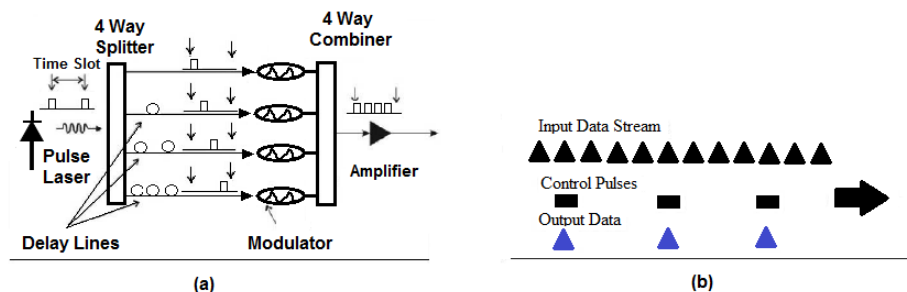 4 Way
Splitter
4 Way
Combiner
Time Slot
Pulse
Laser
Amplifier
Delay Lines
Modulator
(a)
Input Data Stream
Control Pulses
Output Data
(b)